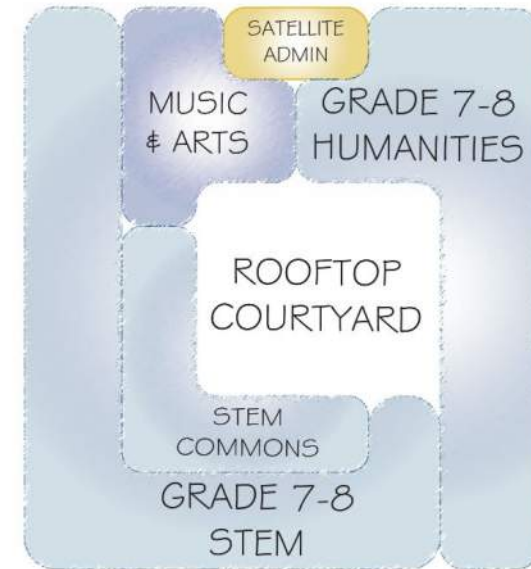 SATELLITE
ADMIN
MUSIC
& ARTS
GRADE 7-8
HUMANITIES
ROOFTOP
COURTYARD
STEM
COMMONS
GRADE 7-8
STEM